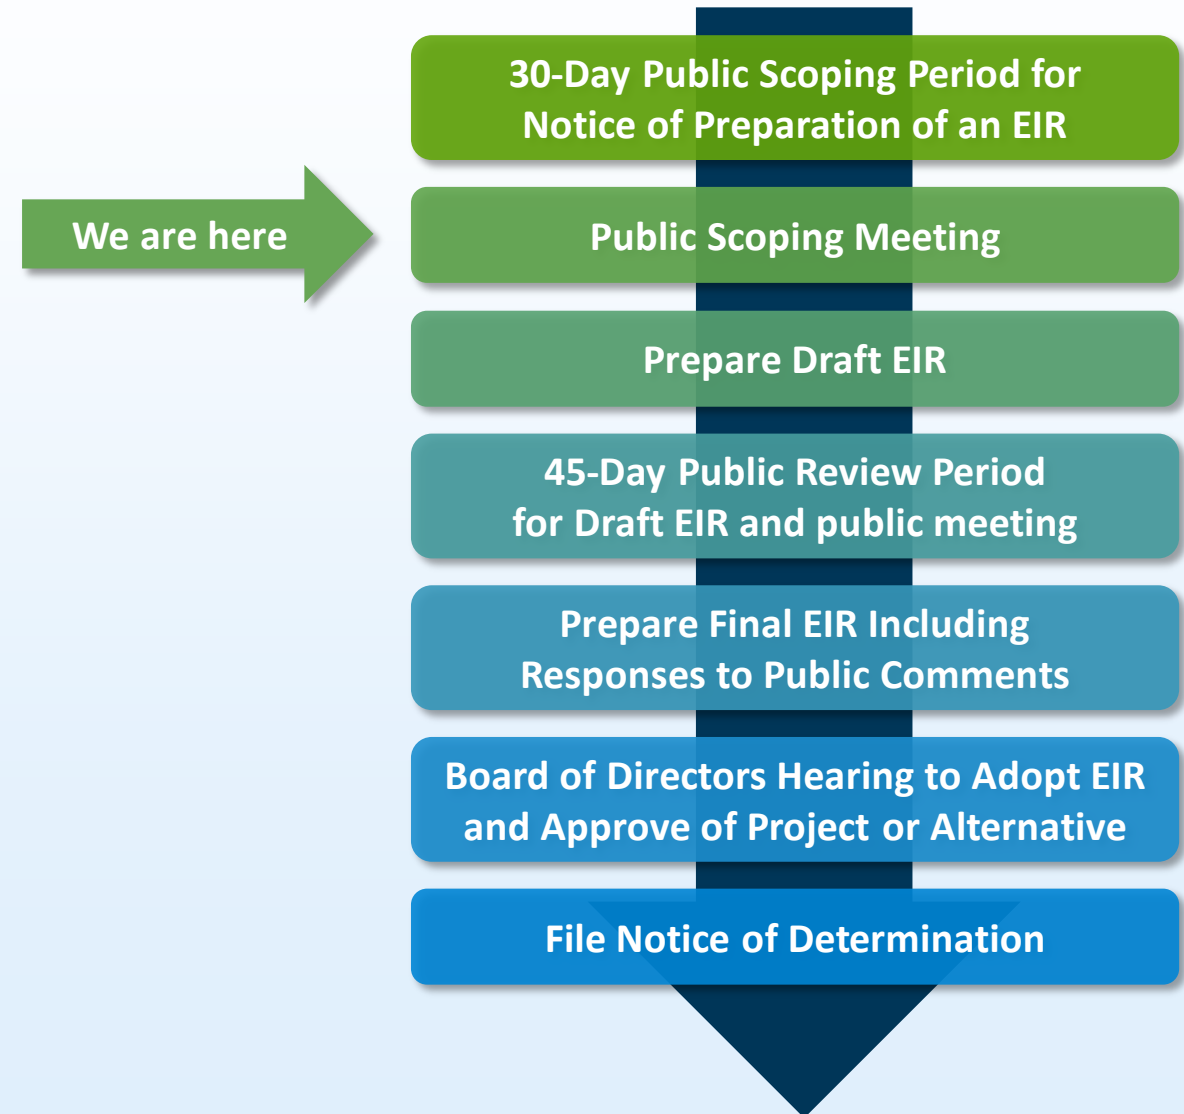 30-Day Public Scoping Period for
Notice of Preparation of an EIR
We are here
Public Scoping Meeting
Prepare Draft EIR
45-Day Public Review Period
for Draft EIR and public meeting
Prepare Final EIR Including
Responses to Public Comments
Board of Directors Hearing to Adopt EIR
and Approve of Project or Alternative
File Notice of Determination